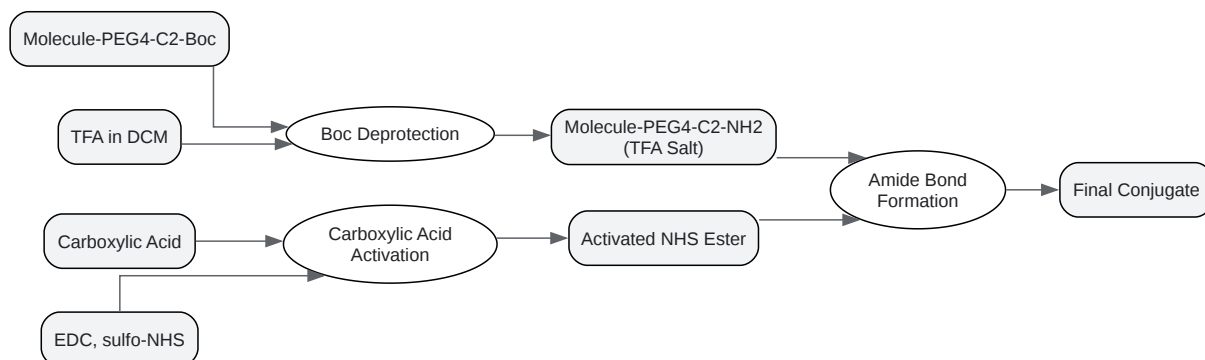 Molecule-PEG4-C2-Boc
TFA in DCM
Boc Deprotection
Molecule-PEG4-C2-NH2
(TFA Salt)
Amide Bond
Formation
Final Conjugate
Carboxylic Acid
Carboxylic Acid
Activation
Activated NHS Ester
EDC, sulfo-NHS